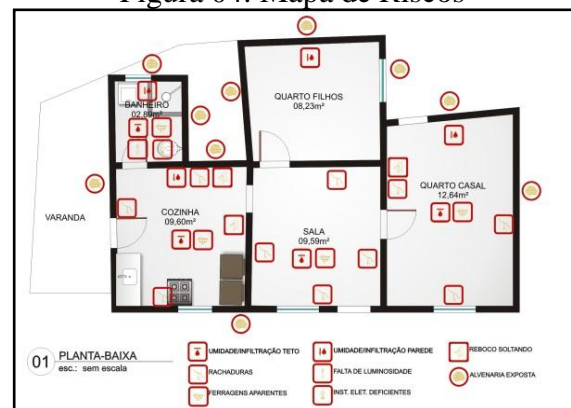 Figura 04: Mapa de Riscos
BANHEIRO
QUARTO FILHOS
08,23m²
COZINHA
09,60m²
SALA
09,59m²
QUARTO CASAL
12,64m²
VARANDA
01 PLANTA-BAIXA
esc.: sem escala
UMIDADE/INFILTRAÇÃO TETO
RACHADURAS
FERRAGENS APARENTES
UMIDADE/INFILTRAÇÃO PAREDE
FALTA DE LUMINOSIDADE
INST. ELET. DEFICIENTES
REBOCO SOLTANDO
ALVENARIA EXPOSTA